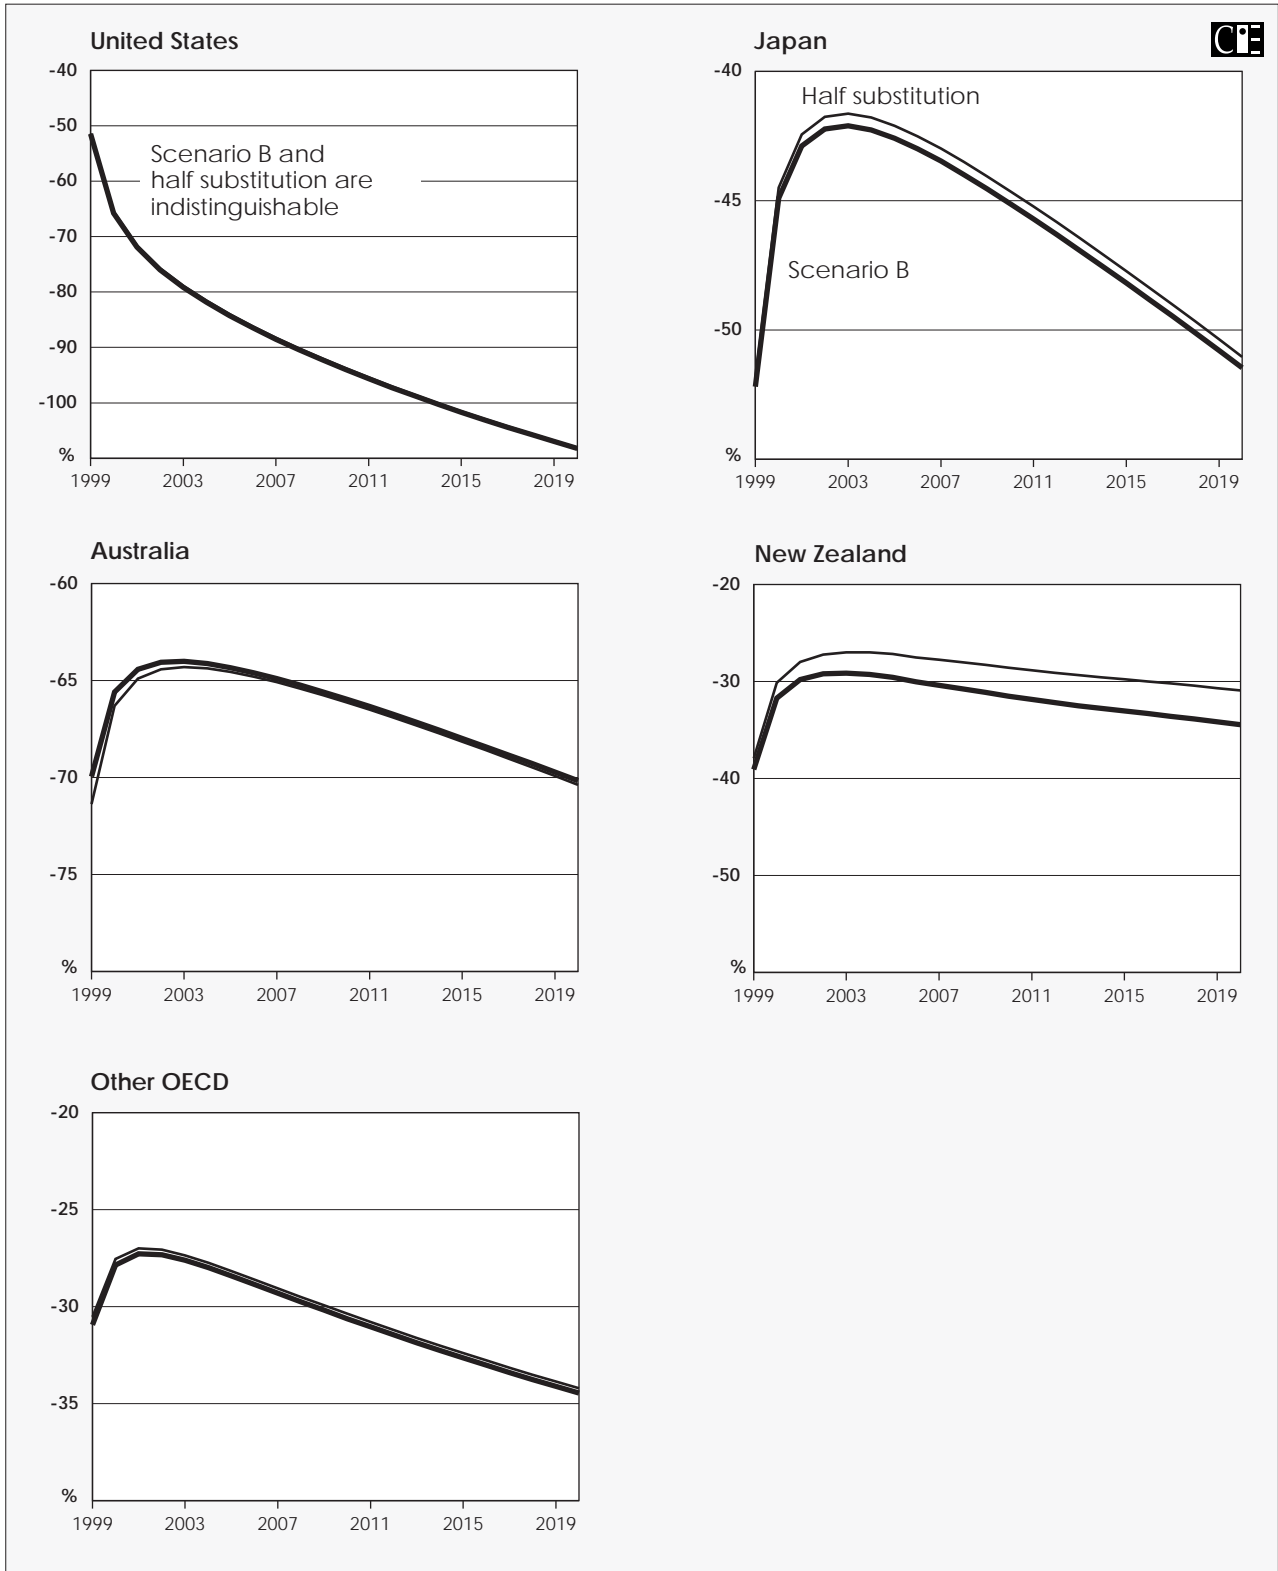 United States
-40
-50
-60
-70
-80
-90
-100
%
1999 2003 2007 2011 2015 2019
Scenario B and
half substitution are
indistinguishable
Japan
CIE
-40
-45
-50
%
1999 2003 2007 2011 2015 2019
Half substitution
Scenario B
Australia
-60
-65
-70
-75
%
1999 2003 2007 2011 2015 2019
New Zealand
-20
-30
-40
-50
%
1999 2003 2007 2011 2015 2019
Other OECD
-20
-25
-30
-35
%
1999 2003 2007 2011 2015 2019